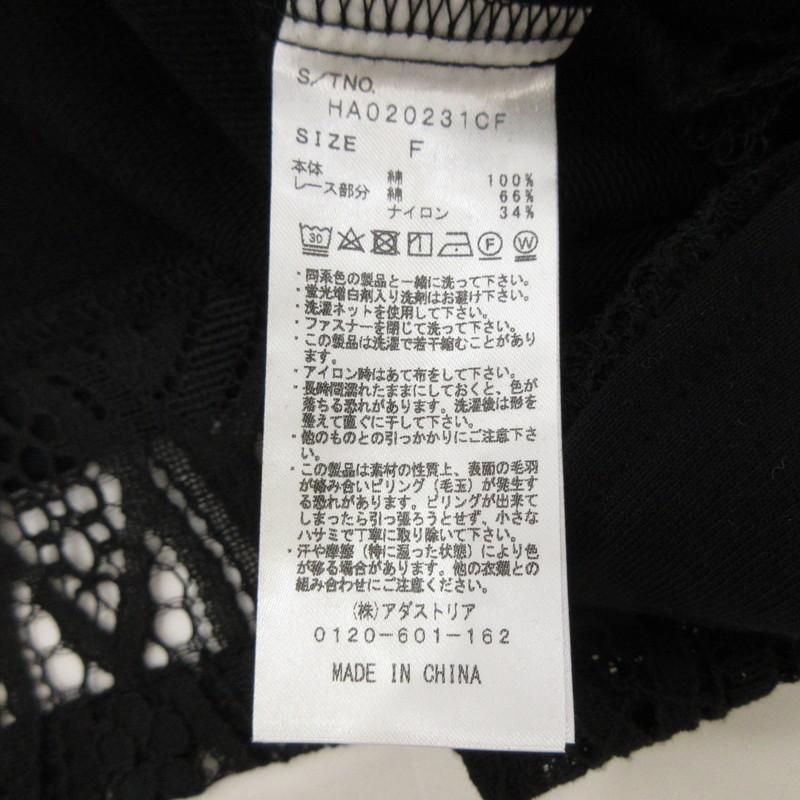 S/TNO.
HA020231CF
SIZE F
本体 綿 100%
レース部分 綿 66%
ナイロン 34%
30 F W
・同系色の製品と一緒に洗って下さい。
・蛍光増白剤入り洗剤はお避け下さい。
・洗濯ネットを使用して下さい。
・ファスナーを閉じて洗って下さい。
・この製品は洗濯で若干縮むことがあり
ます。
・アイロン時はあて布をして下さい。
・長時間濡れたままにしておくと、色が
落ちる恐れがあります。洗濯後は形を
整えて直ぐに干して下さい。
・他のものとの引っかかりにご注意下さ
い。
・この製品は素材の性質上、表面の毛羽
が絡み合いピリング（毛玉）が発生す
る恐れがあります。ピリングが出来て
しまったら引っ張ろうとせず、小さな
ハサミで丁寧に取り除いて下さい。
・汗や摩擦（特に湿った状態）により色
が移る場合があります。他の衣類との
組み合わせにご注意ください。
（株）アダストリア
0120-601-162
MADE IN CHINA